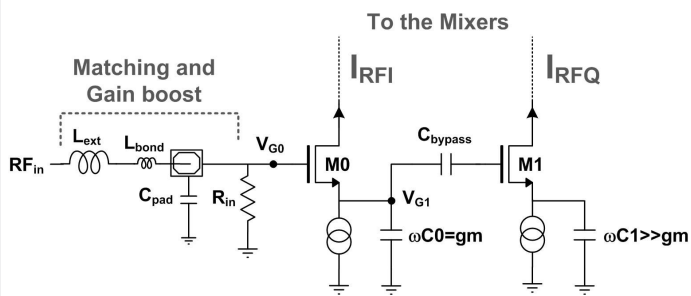 To the Mixers
Matching and
Gain boost
IRFI
IRFQ
Lext
Lbond
VG0
Cbypass
RFin
M0
M1
Cpad
Rin
VG1
ωC0=gm
ωC1>>gm